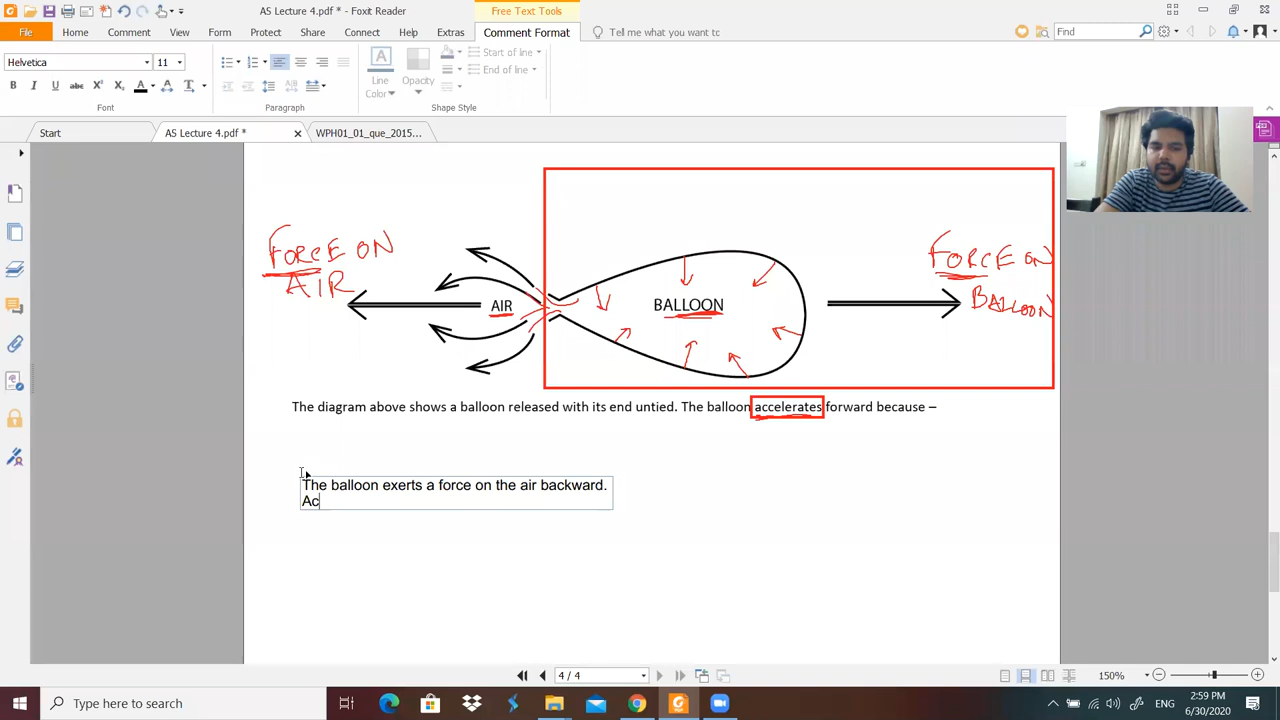 AS Lecture 4.pdf * - Foxit Reader
Free Text Tools
File Home Comment View Form Protect Share Connect Help Extras Comment Format Tell me what you want tc Find
Helvetica 11
Start of line
End of line
Line Color
Opacity
Font Paragraph Shape Style
Start AS Lecture 4.pdf * WPH01_01_que_2015...
FORCE ON AIR
AIR
BALLOON
FORCE ON BALLOON
The diagram above shows a balloon released with its end untied. The balloon accelerates forward because –
The balloon exerts a force on the air backward.
Ac
4 / 4
150%
Type here to search
ENG
2:59 PM
6/30/2020